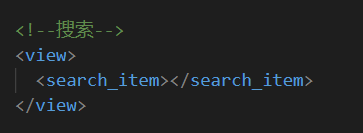 <!--搜索-->
<view>
  <search_item></search_item>
</view>